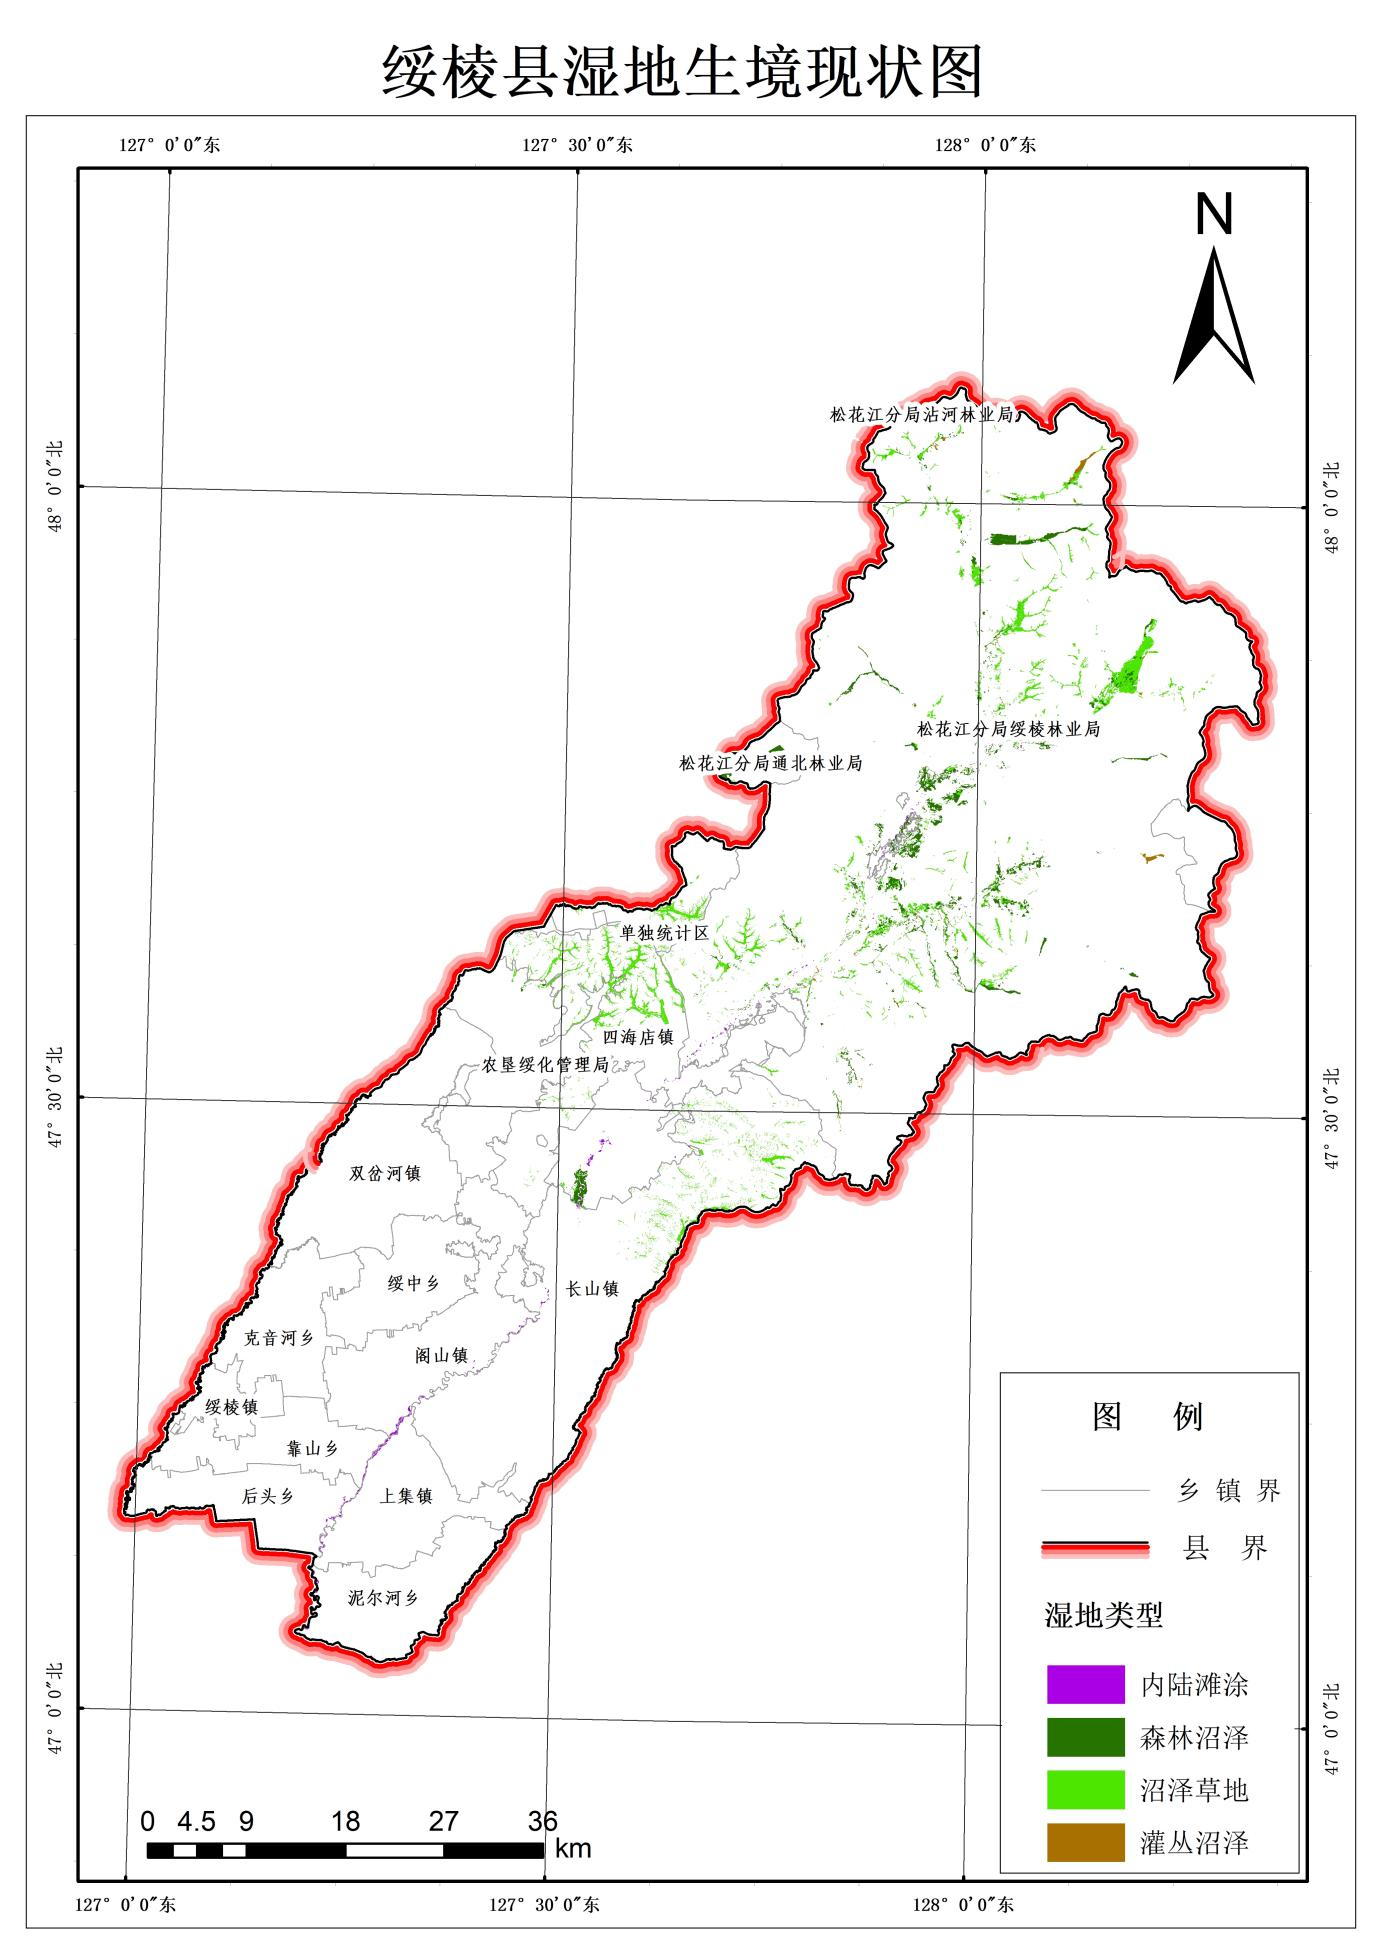 绥棱县湿地生境现状图
127° 0′0″东
127° 30′0″东
128° 0′0″东
N
松花江分局沾河林业局
48° 0′0″北
48° 0′0″北
松花江分局绥棱林业局
松花江分局通北林业局
单独统计区
四海店镇
农垦绥化管理局
47° 30′0″北
47° 30′0″北
双岔河镇
绥中乡
长山镇
克音河乡
阁山镇
绥棱镇
靠山乡
后头乡
上集镇
泥尔河乡
图 例
乡 镇 界
县 界
湿地类型
内陆滩涂
森林沼泽
沼泽草地
灌丛沼泽
47° 0′0″北
47° 0′0″北
0 4.5 9 18 27 36
km
127° 0′0″东
127° 30′0″东
128° 0′0″东